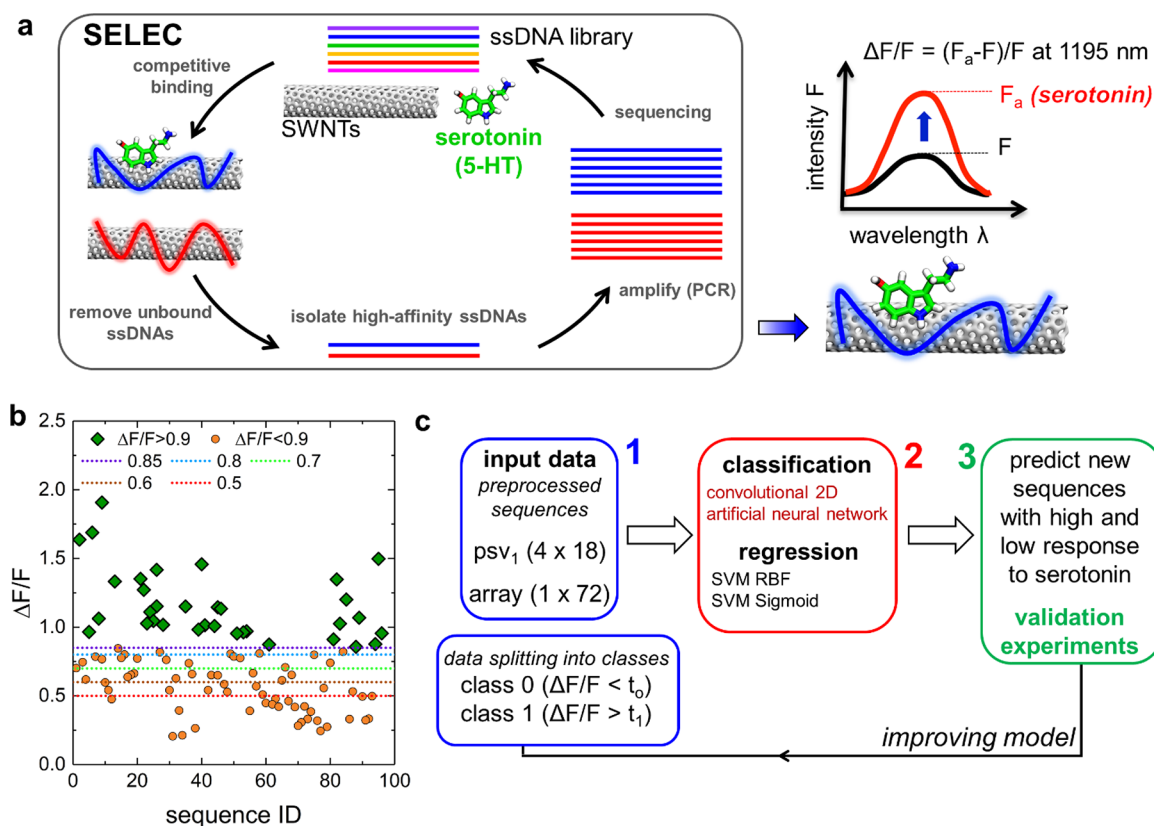 a
SELEC
ssDNA library
competitive
binding
SWNTs
serotonin
(5-HT)
sequencing
remove unbound
ssDNAs
isolate high-affinity ssDNAs
amplify (PCR)
ΔF/F = (Fa-F)/F at 1195 nm
Fa (serotonin)
F
intensity F
wavelength λ
b
ΔF/F>0.9 ΔF/F<0.9
0.85 0.8 0.7
0.6 0.5
2.5
2.0
1.5
1.0
0.5
0.0
ΔF/F
0 20 40 60 80 100
sequence ID
c
1
input data
preprocessed
sequences
psv1 (4 x 18)
array (1 x 72)
data splitting into classes
class 0 (ΔF/F < to)
class 1 (ΔF/F > t1)
2
classification
convolutional 2D
artificial neural network
regression
SVM RBF
SVM Sigmoid
3
predict new
sequences
with high and
low response
to serotonin
validation
experiments
improving model